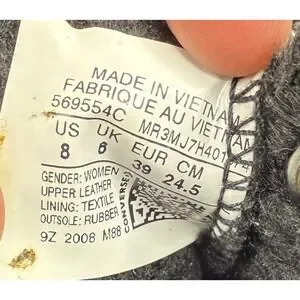 MADE IN VIETNAM
FABRIQUE AU VIETNAM
569554C MR3MJ7H401
US UK EUR CM
8 6 39 24.5
GENDER: WOMEN
UPPER LEATHER
LINING: TEXTILE
OUTSOLE: RUBBER
9Z 2008 M88
CONVERSE